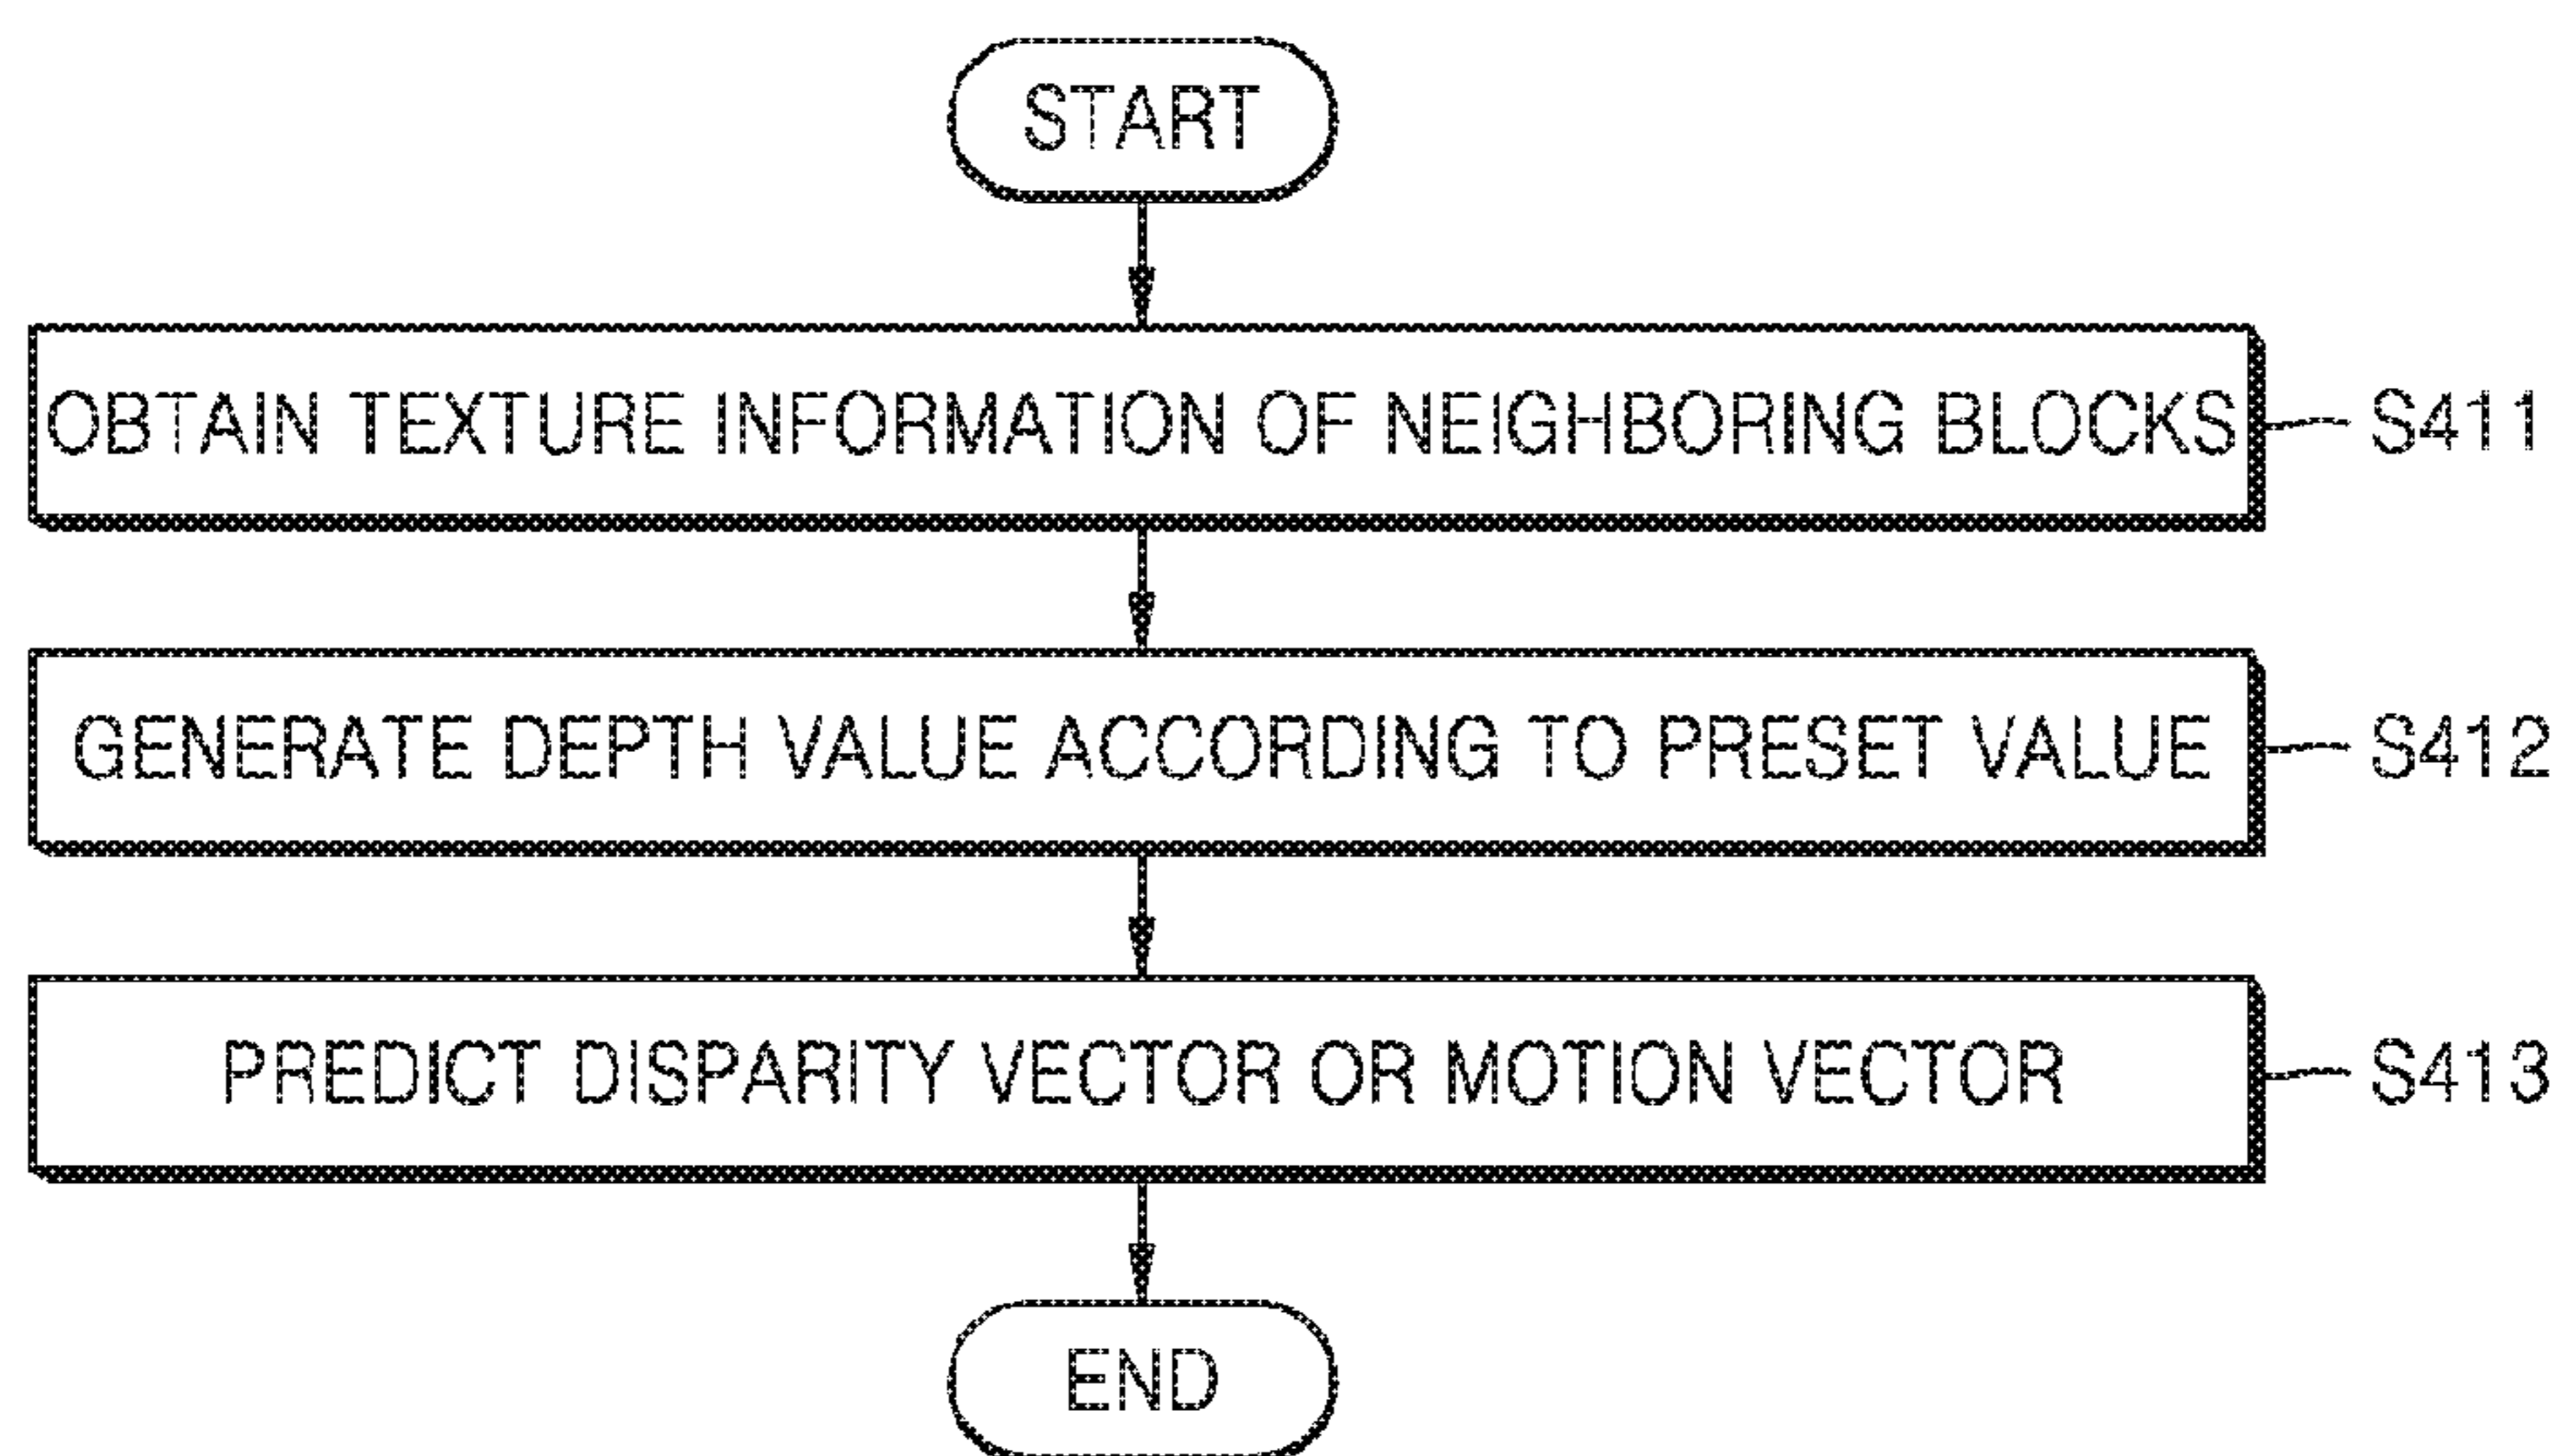 START
OBTAIN TEXTURE INFORMATION OF NEIGHBORING BLOCKS S411
GENERATE DEPTH VALUE ACCORDING TO PRESET VALUE S412
PREDICT DISPARITY VECTOR OR MOTION VECTOR S413
END